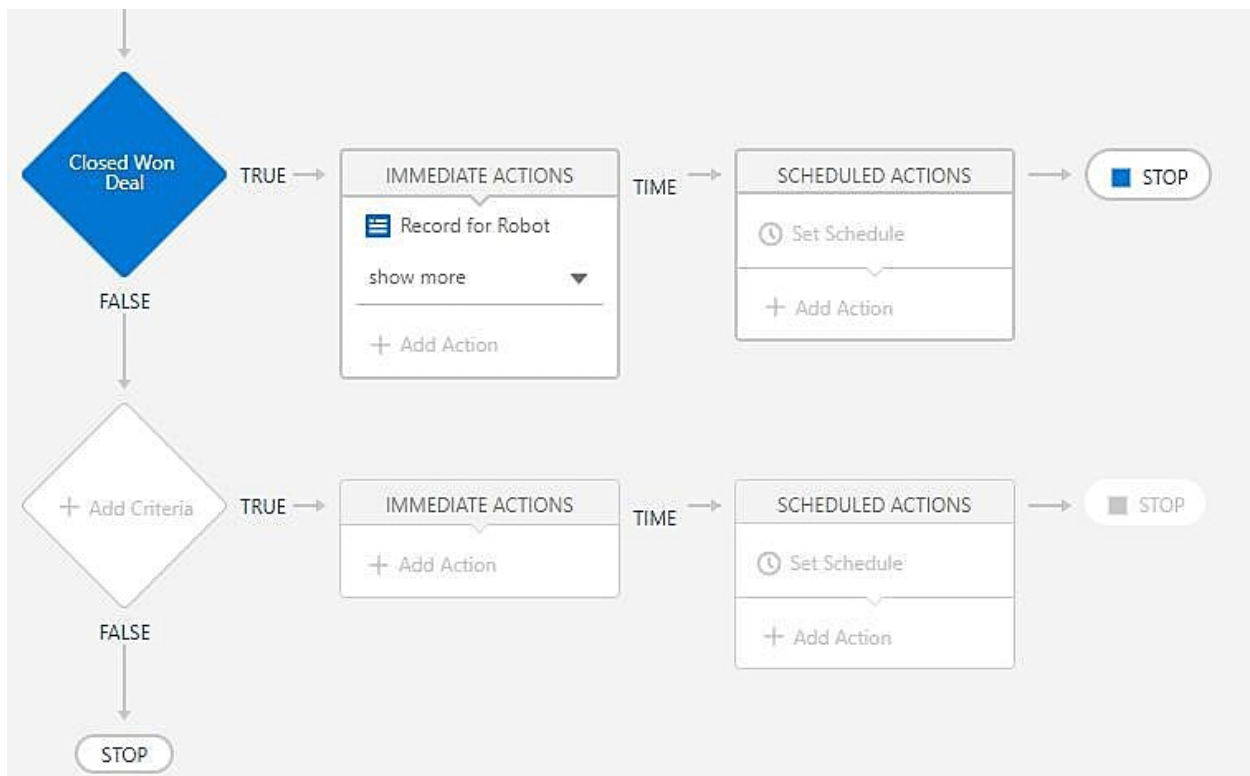 Closed Won
Deal
TRUE
IMMEDIATE ACTIONS
Record for Robot
show more
+ Add Action
TIME
SCHEDULED ACTIONS
Set Schedule
+ Add Action
STOP
FALSE
+ Add Criteria
TRUE
IMMEDIATE ACTIONS
+ Add Action
TIME
SCHEDULED ACTIONS
Set Schedule
+ Add Action
STOP
FALSE
STOP